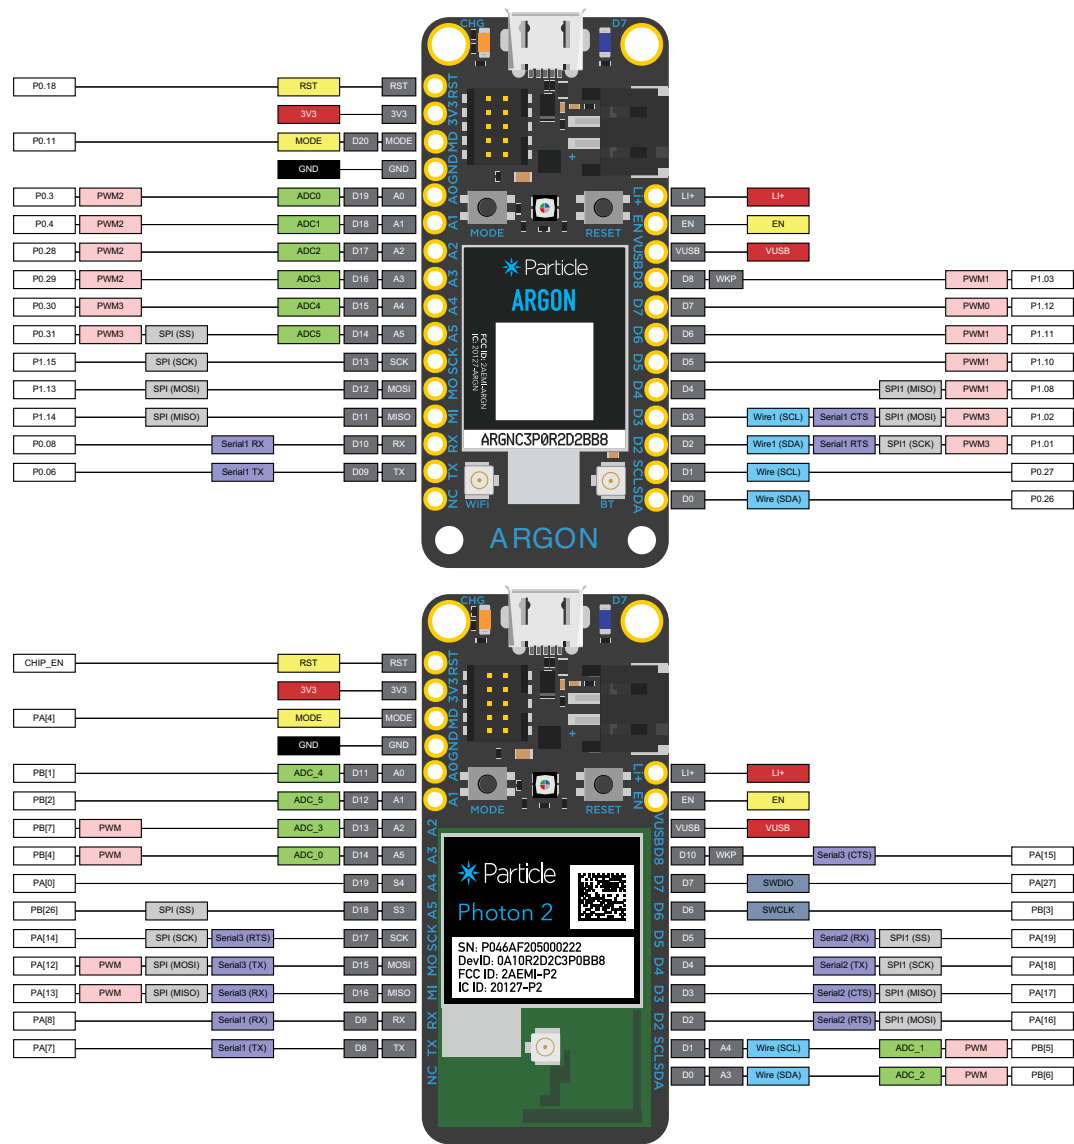 CHG D7
P0.18 RST RST RST
3V3 3V3 3V3
P0.11 MODE D20 MODE MD
GND GND GND
P0.3 PWM2 ADC0 D19 A0 A0 Li+ LI+ LI+
P0.4 PWM2 ADC1 D18 A1 A1 EN EN EN
MODE RESET
P0.28 PWM2 ADC2 D17 A2 A2 VUSB VUSB VUSB
P0.29 PWM2 ADC3 D16 A3 A3 D8 D8 WKP PWM1 P1.03
P0.30 PWM3 ADC4 D15 A4 A4 D7 D7 PWM0 P1.12
P0.31 PWM3 SPI (SS) ADC5 D14 A5 A5 D6 D6 PWM1 P1.11
P1.15 SPI (SCK) D13 SCK SCK D5 D5 PWM1 P1.10
P1.13 SPI (MOSI) D12 MOSI MO D4 D4 SPI1 (MISO) PWM1 P1.08
P1.14 SPI (MISO) D11 MISO MI D3 D3 Wire1 (SCL) Serial1 CTS SPI1 (MOSI) PWM3 P1.02
P0.08 Serial1 RX D10 RX RX D2 D2 Wire1 (SDA) Serial1 RTS SPI1 (SCK) PWM3 P1.01
P0.06 Serial1 TX D09 TX TX SCL D1 Wire (SCL) P0.27
NC SDA D0 Wire (SDA) P0.26
Particle
ARGON
FCC ID: 2AEMI-ARGN
IC: 20127-ARGN
ARGNC3P0R2D2BB8
WiFi BT
ARGON
CHG D7
CHIP_EN RST RST RST
3V3 3V3 3V3
PA[4] MODE MODE MD
GND GND GND
PB[1] ADC_4 D11 A0 A0 Li+ LI+ LI+
PB[2] ADC_5 D12 A1 A1 EN EN EN
MODE RESET
PB[7] PWM ADC_3 D13 A2 A2 VUSB VUSB VUSB
PB[4] PWM ADC_0 D14 A5 A3 D8 D10 WKP Serial3 (CTS) PA[15]
PA[0] D19 S4 A4 D7 D7 SWDIO PA[27]
PB[26] SPI (SS) D18 S3 A5 D6 D6 SWCLK PB[3]
PA[14] SPI (SCK) Serial3 (RTS) D17 SCK SCK D5 D5 Serial2 (RX) SPI1 (SS) PA[19]
PA[12] PWM SPI (MOSI) Serial3 (TX) D15 MOSI MO D4 D4 Serial2 (TX) SPI1 (SCK) PA[18]
PA[13] PWM SPI (MISO) Serial3 (RX) D16 MISO MI D3 D3 Serial2 (CTS) SPI1 (MISO) PA[17]
PA[8] Serial1 (RX) D9 RX RX D2 D2 Serial2 (RTS) SPI1 (MOSI) PA[16]
PA[7] Serial1 (TX) D8 TX TX SCL D1 A4 Wire (SCL) ADC_1 PWM PB[5]
NC SDA D0 A3 Wire (SDA) ADC_2 PWM PB[6]
Particle
Photon 2
SN: P046AF205000222
DevID: 0A10R2D2C3P0BB8
FCC ID: 2AEMI-P2
IC ID: 20127-P2